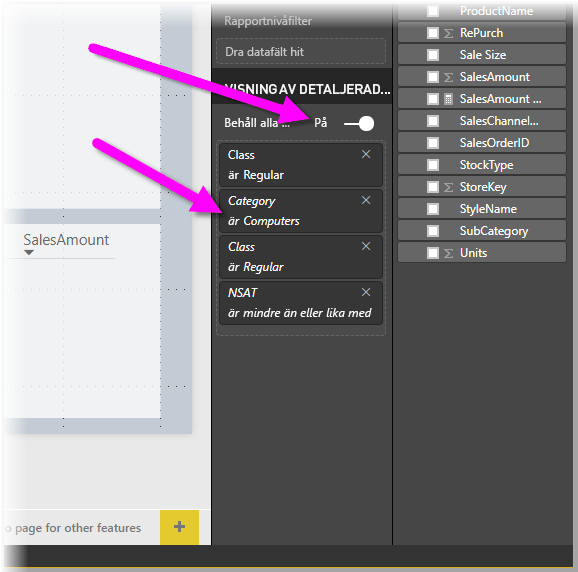 Rapportnivåfilter
Dra datafält hit
VISNING AV DETALJERAD...
Behåll alla ... På
Class
är Regular
Category
är Computers
Class
är Regular
NSAT
är mindre än eller lika med
SalesAmount
o page for other features
ProductName
RePurch
Sale Size
SalesAmount
SalesAmount ...
SalesChannel...
SalesOrderID
StockType
StoreKey
StyleName
SubCategory
Units